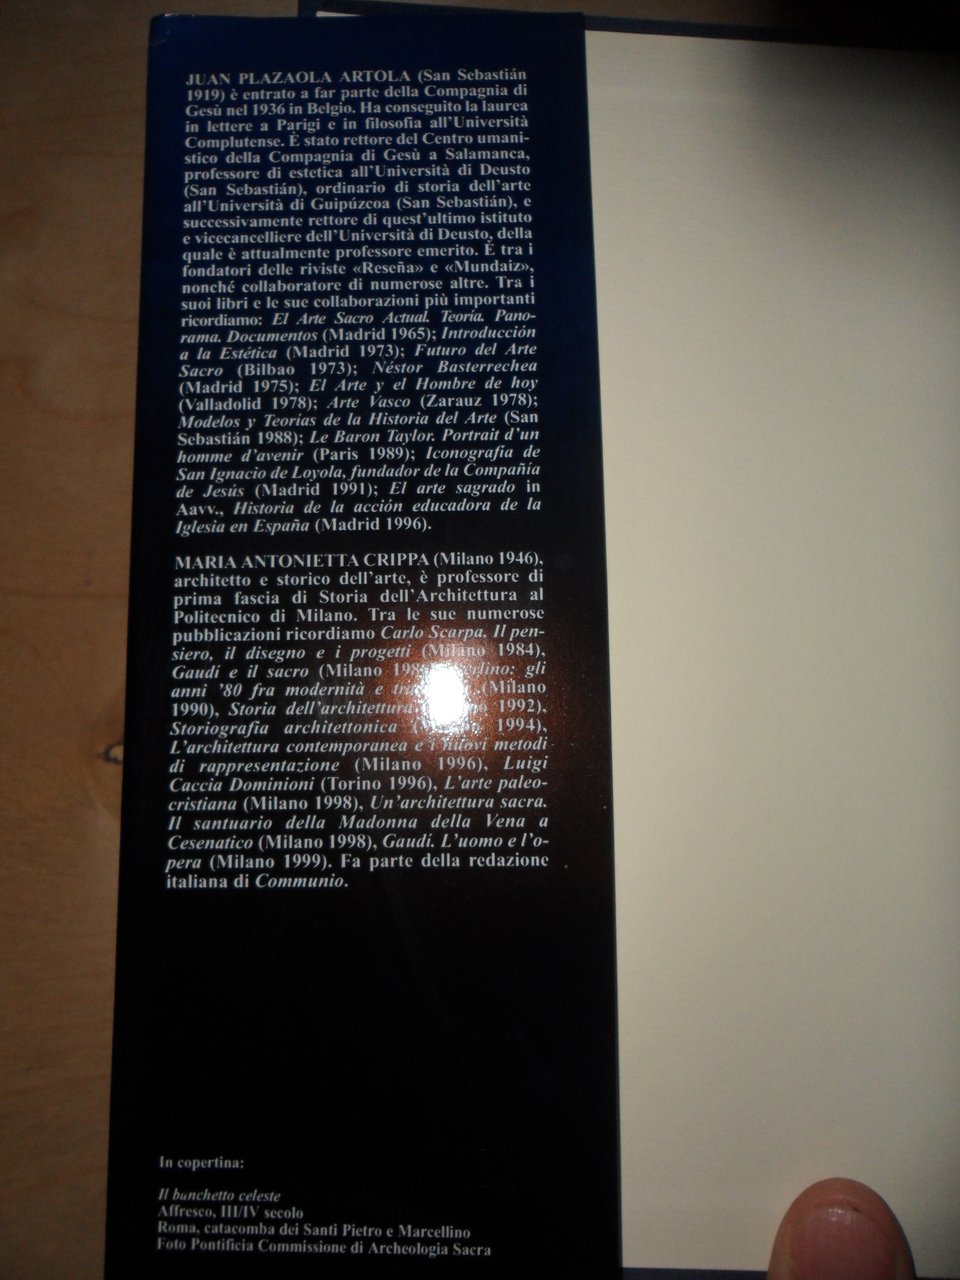 JUAN PLAZAOLA ARTOLA (San Sebastián
1919) è entrato a far parte della Compagnia di
Gesù nel 1936 in Belgio. Ha conseguito la laurea
in lettere a Parigi e in filosofia all'Università
Complutense. È stato rettore del Centro umani-
stico della Compagnia di Gesù a Salamanca,
professore di estetica all'Università di Deusto
(San Sebastián), ordinario di storia dell'arte
all'Università di Guipúzcoa (San Sebastián), e
successivamente rettore di quest'ultimo istituto
e vicecancelliere dell'Università di Deusto, della
quale è attualmente professore emerito. È tra i
fondatori delle riviste «Reseña» e «Mundaiz»,
nonché collaboratore di numerose altre. Tra i
suoi libri e le sue collaborazioni più importanti
ricordiamo: El Arte Sacro Actual. Teoría. Pano-
rama. Documentos (Madrid 1965); Introducción
a la Estética (Madrid 1973); Futuro del Arte
Sacro (Bilbao 1973); Néstor Basterrechea
(Madrid 1975); El Arte y el Hombre de hoy
(Valladolid 1978); Arte Vasco (Zarauz 1978);
Modelos y Teorías de la Historia del Arte (San
Sebastián 1988); Le Baron Taylor. Portrait d'un
homme d'avenir (Paris 1989); Iconografía de
San Ignacio de Loyola, fundador de la Compañía
de Jesús (Madrid 1991); El arte sagrado in
Aavv., Historia de la acción educadora de la
Iglesia en España (Madrid 1996).
MARIA ANTONIETTA CRIPPA (Milano 1946),
architetto e storico dell'arte, è professore di
prima fascia di Storia dell'Architettura al
Politecnico di Milano. Tra le sue numerose
pubblicazioni ricordiamo Carlo Scarpa. Il pen-
siero, il disegno e i progetti (Milano 1984),
Gaudí e il sacro (Milano gli
anni '80 fra modernità e (Milano
1990), Storia dell'architettura 1992),
Storiografia architettonica 1994),
L'architettura contemporanea e i nuovi metodi
di rappresentazione (Milano 1996), Luigi
Caccia Dominioni (Torino 1996), L'arte paleo-
cristiana (Milano 1998), Un'architettura sacra.
Il santuario della Madonna della Vena a
Cesenatico (Milano 1998), Gaudí. L'uomo e l'o-
pera (Milano 1999). Fa parte della redazione
italiana di Communio.
In copertina:
Il bunchetto celeste
Affresco, III/IV secolo
Roma, catacomba dei Santi Pietro e Marcellino
Foto Pontificia Commissione di Archeologia Sacra